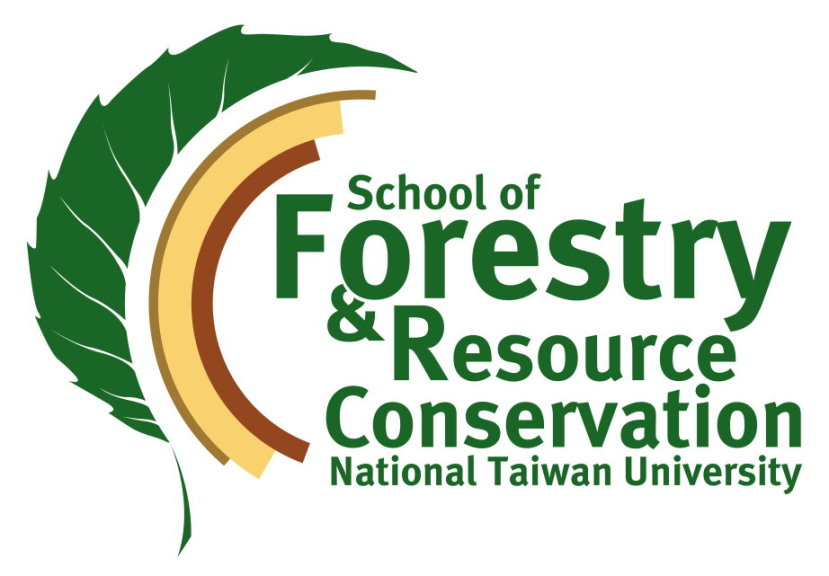 School of
Forestry
& Resource
Conservation
National Taiwan University